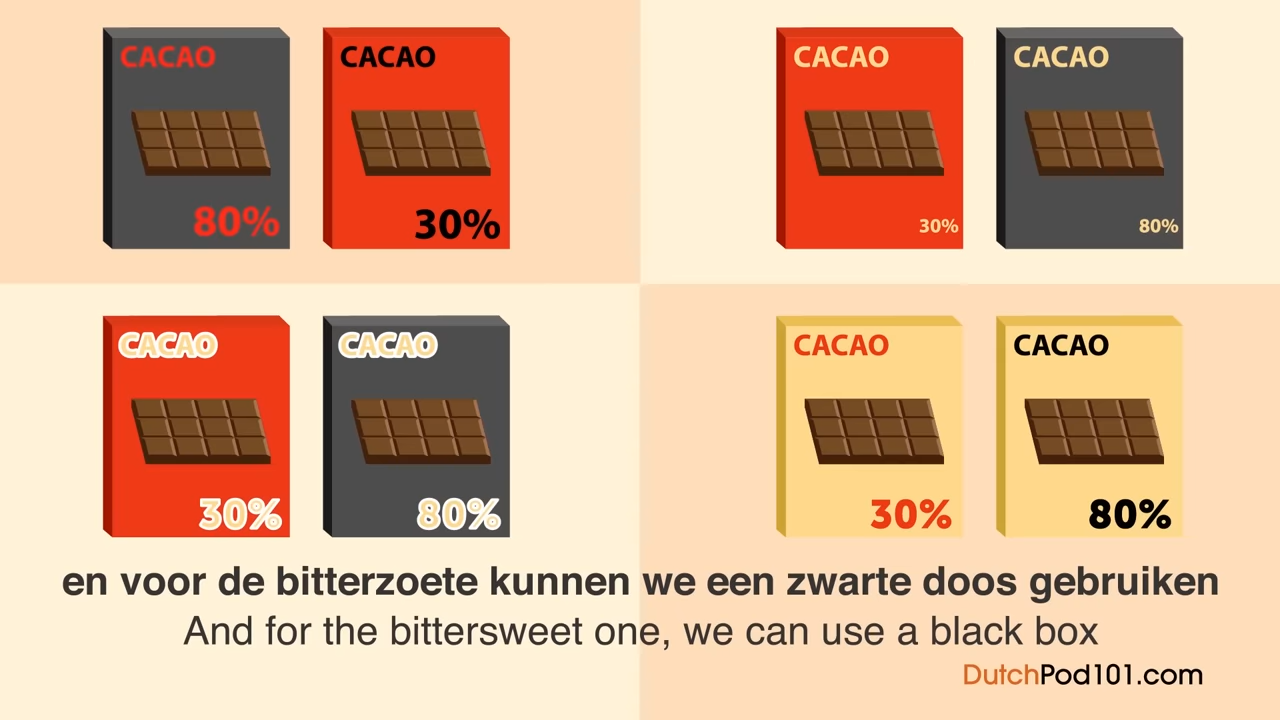 CACAO
80%
CACAO
30%
CACAO
30%
CACAO
80%
CACAO
30%
CACAO
80%
CACAO
30%
CACAO
80%
en voor de bitterzoete kunnen we een zwarte doos gebruiken
And for the bittersweet one, we can use a black box
DutchPod101.com